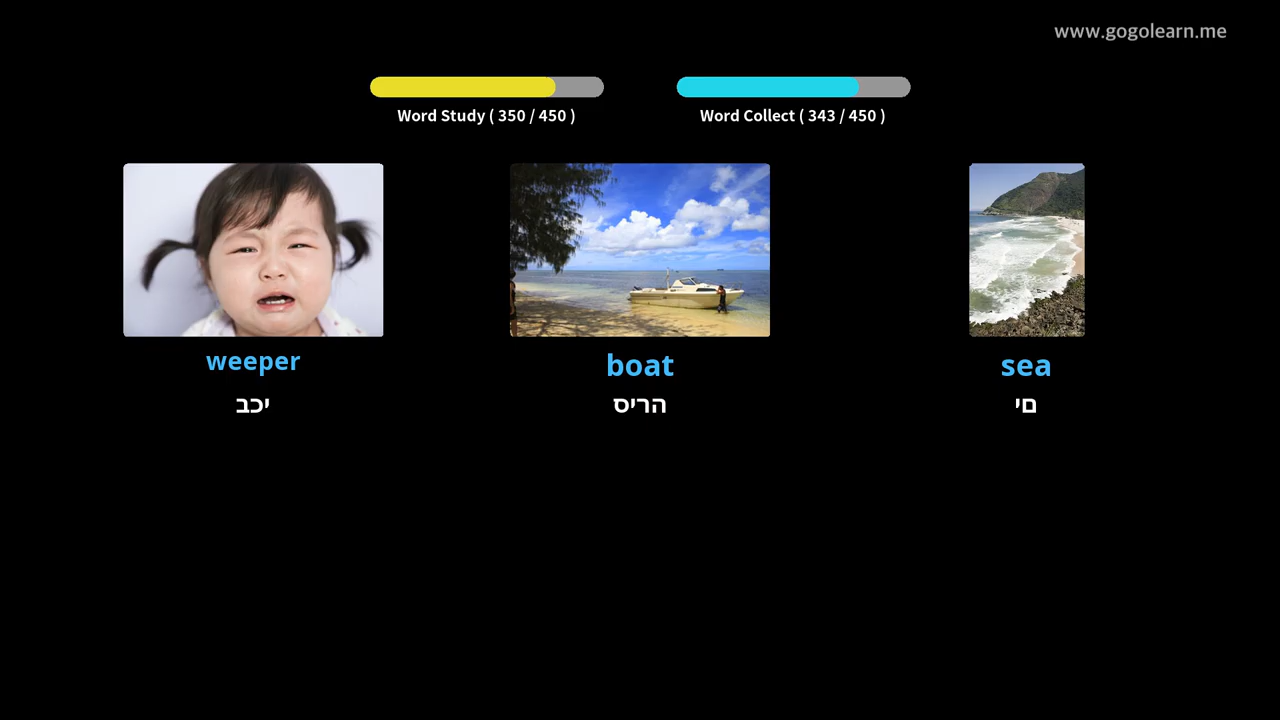 www.gogolearn.me
Word Study ( 350 / 450 )
Word Collect ( 343 / 450 )
weeper
יכב
boat
הריס
sea
םי